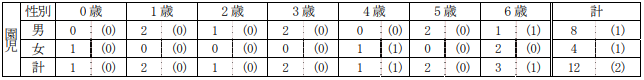 園児
性別 0歳 1歳 2歳 3歳 4歳 5歳 6歳 計
男 0 (0) 2 (0) 1 (0) 2 (0) 0 (0) 2 (0) 1 (1) 8 (1)
女 1 (0) 0 (0) 0 (0) 0 (0) 1 (1) 0 (0) 2 (0) 4 (1)
計 1 (0) 2 (0) 1 (0) 2 (0) 1 (1) 2 (0) 3 (1) 12 (2)